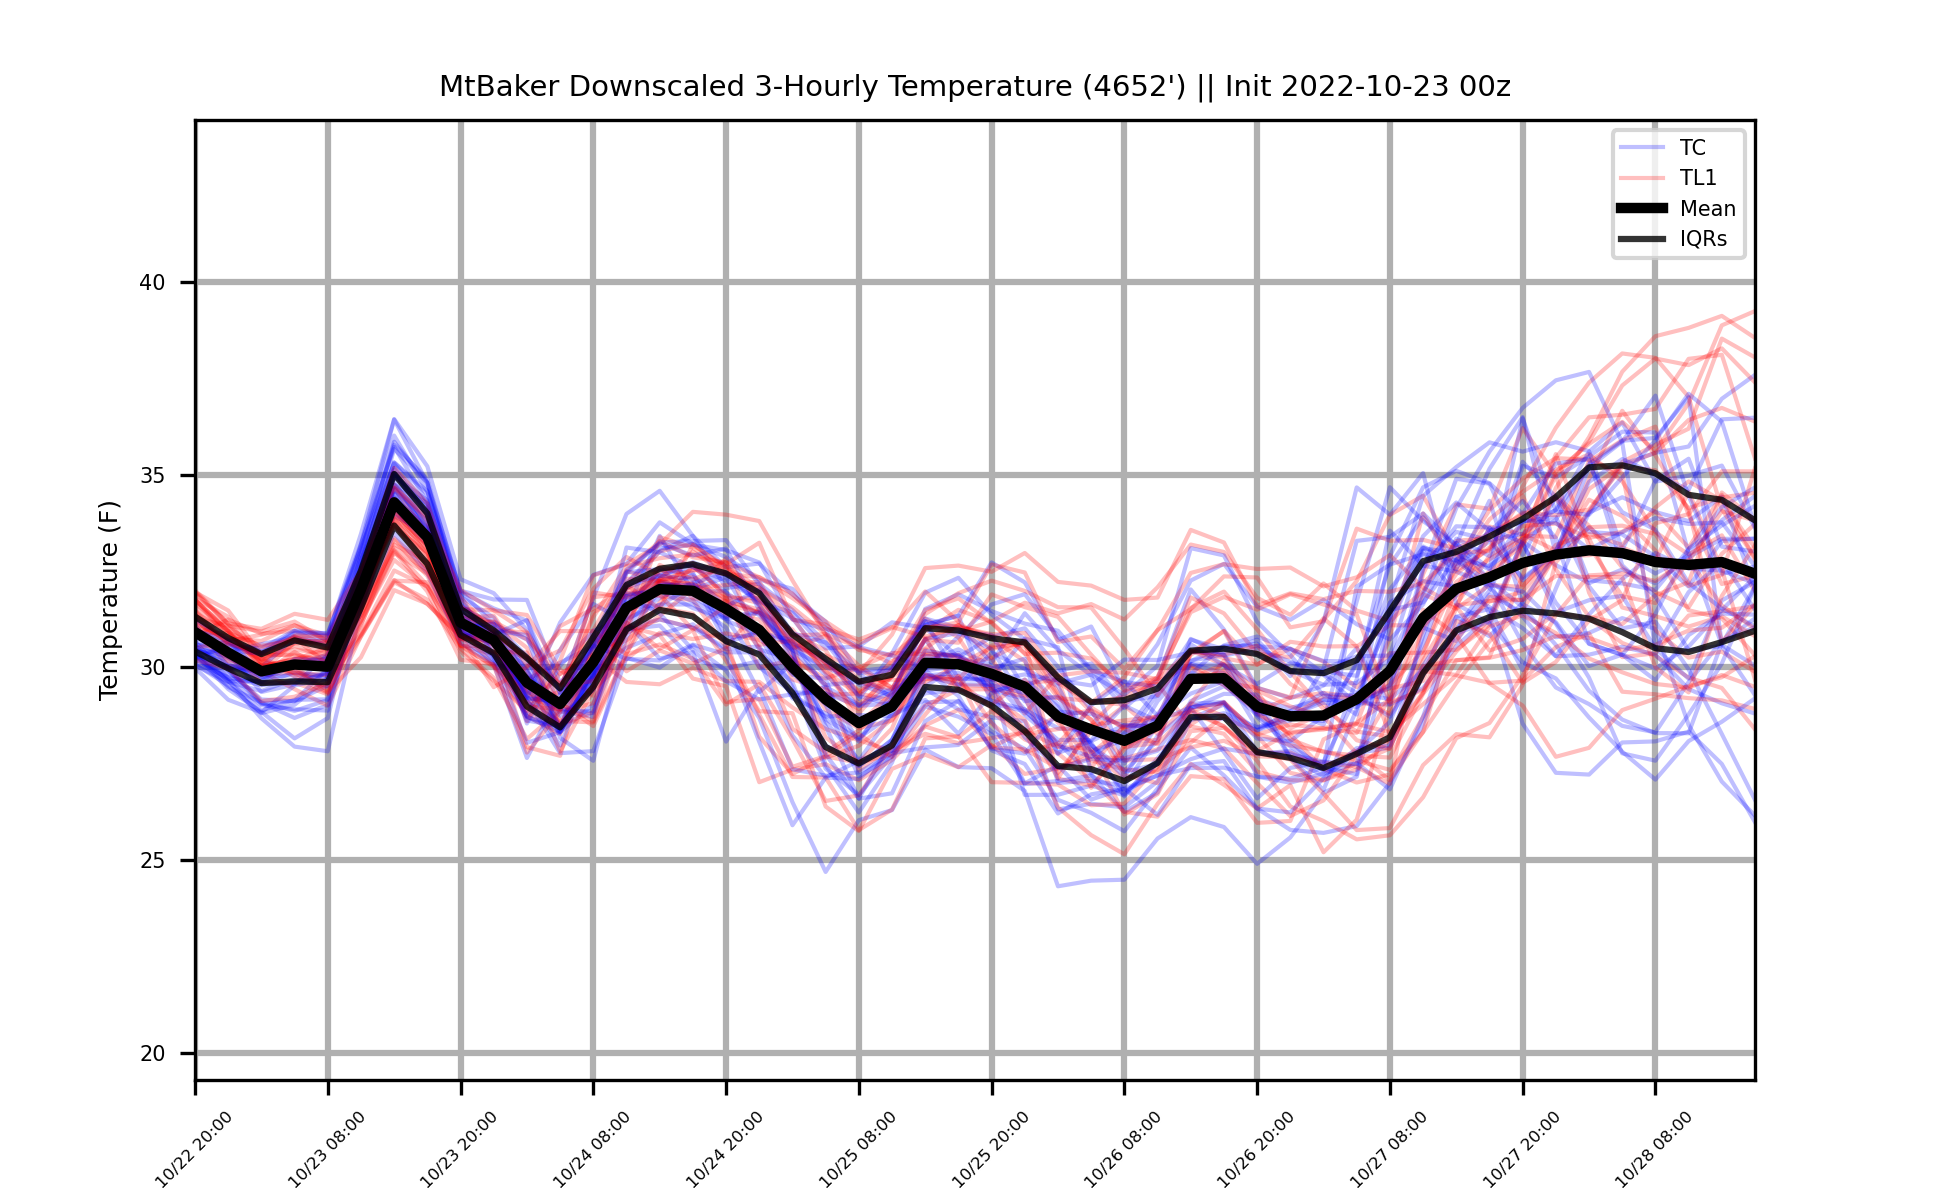 MtBaker Downscaled 3-Hourly Temperature (4652') || Init 2022-10-23 00z
TC
TL1
Mean
IQRs
Temperature (F)
40
35
30
25
20
10/22 20:00
10/23 08:00
10/23 20:00
10/24 08:00
10/24 20:00
10/25 08:00
10/25 20:00
10/26 08:00
10/26 20:00
10/27 08:00
10/27 20:00
10/28 08:00